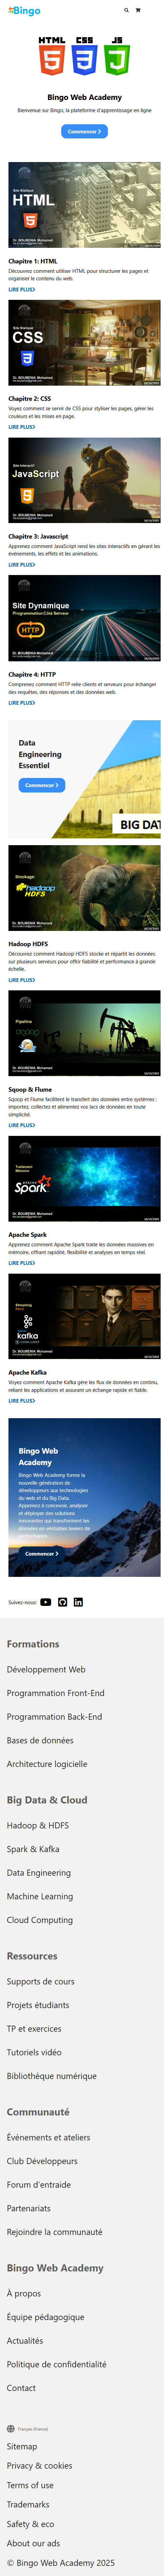 Bingo
HTML CSS JS
Bingo Web Academy
Bienvenue sur Bingo, la plateforme d'apprentissage en ligne
Commencer
Site Statique
HTML
Dr. BOUBENIA Mohamed
Chapitre 1: HTML
Découvrez comment utiliser HTML pour structurer les pages et
organiser le contenu du web.
LIRE PLUS
Site Statique
CSS
Dr. BOUBENIA Mohamed
Chapitre 2: CSS
Voyez comment se servir de CSS pour styliser les pages, gérer les
couleurs et les mises en page.
LIRE PLUS
Site Interactif
JavaScript
Dr. BOUBENIA Mohamed
Chapitre 3: Javascript
Apprenez comment JavaScript rend les sites interactifs en gérant les
événements, les effets et les animations.
LIRE PLUS
Site Dynamique
Programmation Côté Serveur
HTTP
Dr. BOUBENIA Mohamed
Chapitre 4: HTTP
Comprenez comment HTTP relie clients et serveurs pour échanger
des requêtes, des réponses et des données web.
LIRE PLUS
Data
Engineering
Essentiel
Commencer
BIG DAT
Stockage:
hadoop
HDFS
Dr. BOUBENIA Mohamed
Hadoop HDFS
Découvrez comment Hadoop HDFS stocke et répartit les données
sur plusieurs serveurs pour offrir fiabilité et performance à grande
échelle.
LIRE PLUS
Pipeline
Dr. BOUBENIA Mohamed
Sqoop & Flume
Sqoop et Flume facilitent le transfert des données entre systèmes :
importez, collectez et alimentez vos lacs de données en toute
simplicité.
LIRE PLUS
Traitement
Massive
Spark
Dr. BOUBENIA Mohamed
Apache Spark
Apprenez comment Apache Spark traite les données massives en
mémoire, offrant rapidité, flexibilité et analyses en temps réel.
LIRE PLUS
Streaming
kafka
Dr. BOUBENIA Mohamed
Apache Kafka
Voyez comment Apache Kafka gère les flux de données en continu,
reliant les applications et assurant un échange rapide et fiable.
LIRE PLUS
Bingo Web
Academy
Bingo Web Academy forme la
nouvelle génération de
développeurs aux technologies
du web et du Big Data.
Apprenez à concevoir, analyser
et déployer des solutions
innovantes qui transforment les
données en véritables leviers de
performance.
Commencer
Suivez-nous:
Formations
Développement Web
Programmation Front-End
Programmation Back-End
Bases de données
Architecture logicielle
Big Data & Cloud
Hadoop & HDFS
Spark & Kafka
Data Engineering
Machine Learning
Cloud Computing
Ressources
Supports de cours
Projets étudiants
TP et exercices
Tutoriels vidéo
Bibliothèque numérique
Communauté
Événements et ateliers
Club Développeurs
Forum d'entraide
Partenariats
Rejoindre la communauté
Bingo Web Academy
À propos
Équipe pédagogique
Actualités
Politique de confidentialité
Contact
Français (France)
Sitemap
Privacy & cookies
Terms of use
Trademarks
Safety & eco
About our ads
© Bingo Web Academy 2025